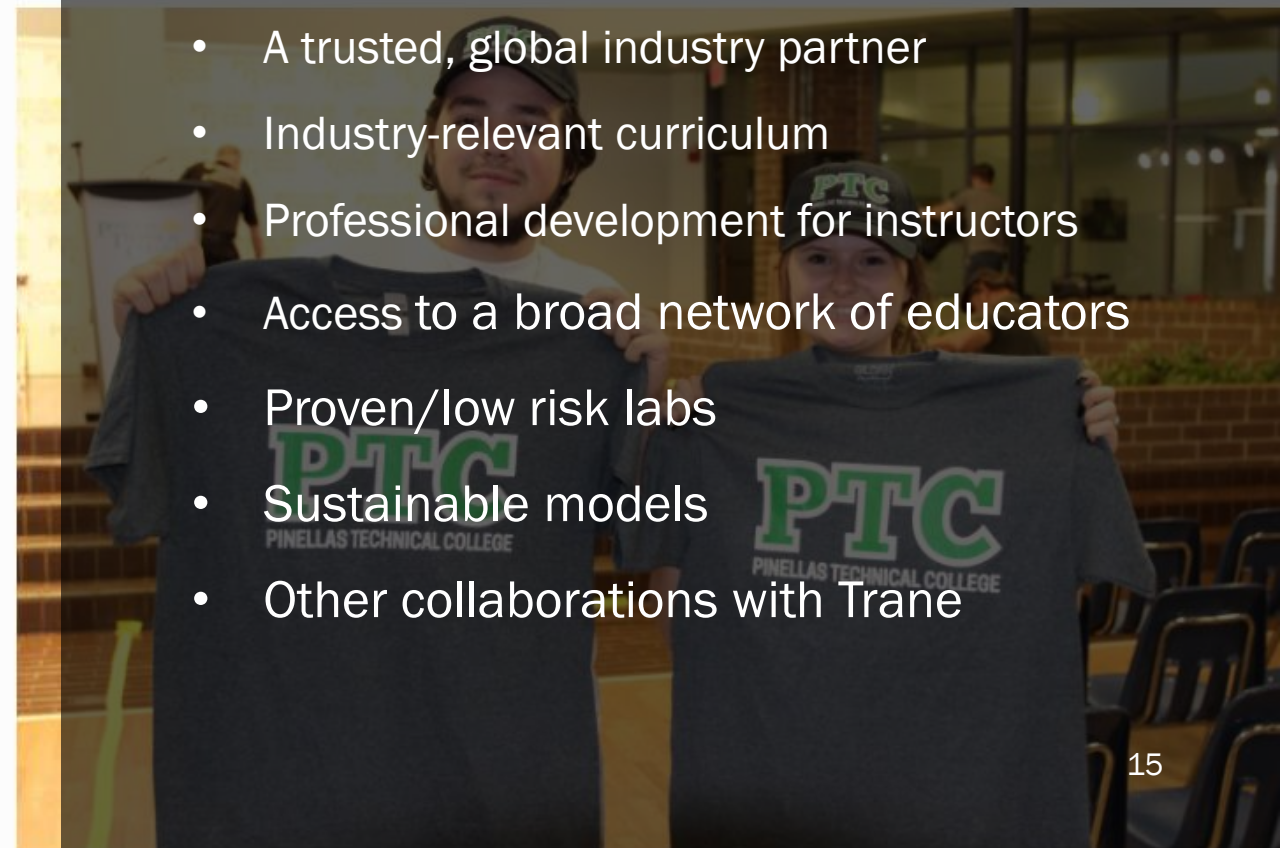 • A trusted, global industry partner
• Industry-relevant curriculum
PTC
• Professional development for instructors
• Access to a broad network of educators
• Proven/low risk labs
PTC
PTC
• Sustainable models
PINELLAS TECHNICAL COLLEGE
PINELLAS TECHNICAL COLLEGE
• Other collaborations with Trane
15